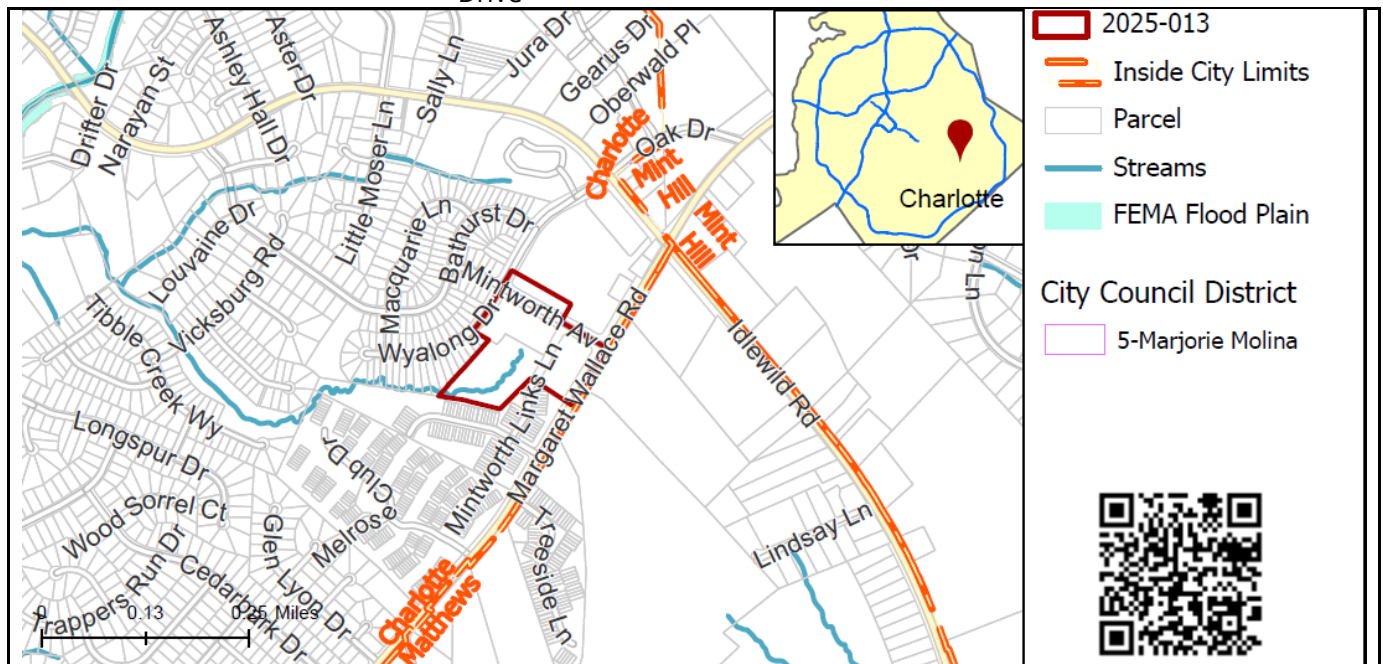 Drive
2025-013
Inside City Limits
Parcel
Streams
FEMA Flood Plain
City Council District
5-Marjorie Molina
Charlotte
Drifter Dr
Narayan St
Ashley Hall Dr
Aster Dr
Little Moser Ln
Sally Ln
Jura Dr
Gearus Dr
Oberwald Pl
Oak Dr
Charlotte
Mint
Hill
Mint
Hill
Louvaine Dr
Vicksburg Rd
Macquarie Ln
Bathurst Dr
Mintworth Av
Wyalong Dr
Tibble Creek Wy
Longspur Dr
Wood Sorrel Ct
Trappers Run Dr
Cedarbark Dr
Glen Lyon Dr
Melrose Club Dr
Mintworth Links Ln
Margaret Wallace Rd
Idlewild Rd
Treeside Ln
Lindsay Ln
Dr
on Ln
Charlotte
Matthews
0
0.13
0.25 Miles